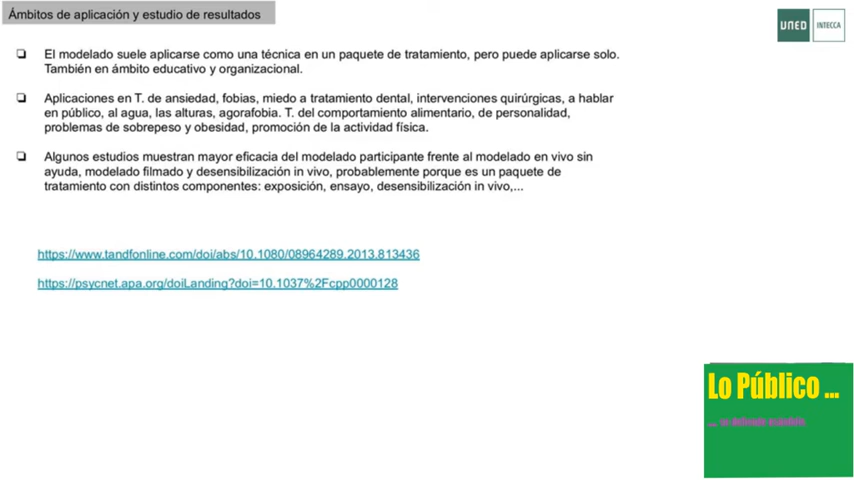 Ámbitos de aplicación y estudio de resultados
UNED
INTECCA
❑ El modelado suele aplicarse como una técnica en un paquete de tratamiento, pero puede aplicarse solo.
También en ámbito educativo y organizacional.
❑ Aplicaciones en T. de ansiedad, fobias, miedo a tratamiento dental, intervenciones quirúrgicas, a hablar
en público, al agua, las alturas, agorafobia. T. del comportamiento alimentario, de personalidad,
problemas de sobrepeso y obesidad, promoción de la actividad física.
❑ Algunos estudios muestran mayor eficacia del modelado participante frente al modelado en vivo sin
ayuda, modelado filmado y desensibilización in vivo, probablemente porque es un paquete de
tratamiento con distintos componentes: exposición, ensayo, desensibilización in vivo,...
https://www.tandfonline.com/doi/abs/10.1080/08964289.2013.813436
https://psycnet.apa.org/doiLanding?doi=10.1037%2Fcpp0000128
Lo Público ...